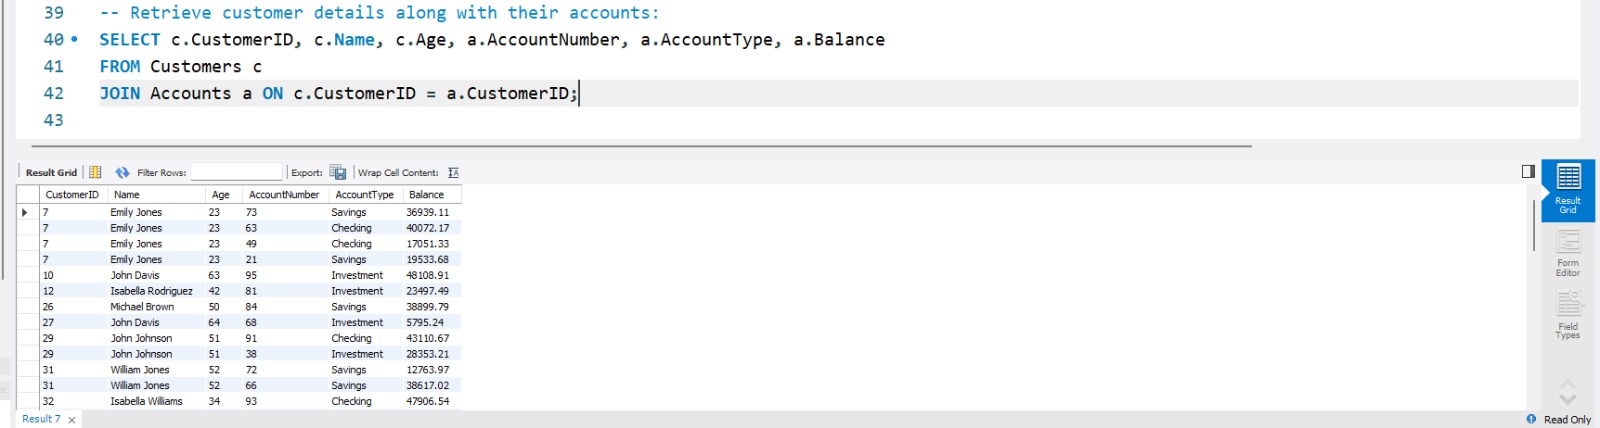 39 -- Retrieve customer details along with their accounts:
40 SELECT c.CustomerID, c.Name, c.Age, a.AccountNumber, a.AccountType, a.Balance
41 FROM Customers c
42 JOIN Accounts a ON c.CustomerID = a.CustomerID;
43
Result Grid Filter Rows: Export: Wrap Cell Content:
CustomerID Name Age AccountNumber AccountType Balance
7 Emily Jones 23 73 Savings 36939.11
7 Emily Jones 23 63 Checking 40072.17
7 Emily Jones 23 49 Checking 17051.33
7 Emily Jones 23 21 Savings 19533.68
10 John Davis 63 95 Investment 48108.91
12 Isabella Rodriguez 42 81 Investment 23497.49
26 Michael Brown 50 84 Savings 38899.79
27 John Davis 64 68 Investment 5795.24
29 John Johnson 51 91 Checking 43110.67
29 John Johnson 51 38 Investment 28353.21
31 William Jones 52 72 Savings 12763.97
31 William Jones 52 66 Savings 38617.02
32 Isabella Williams 34 93 Checking 47906.54
Result
Grid
Form
Editor
Field
Types
Result 7
Read Only